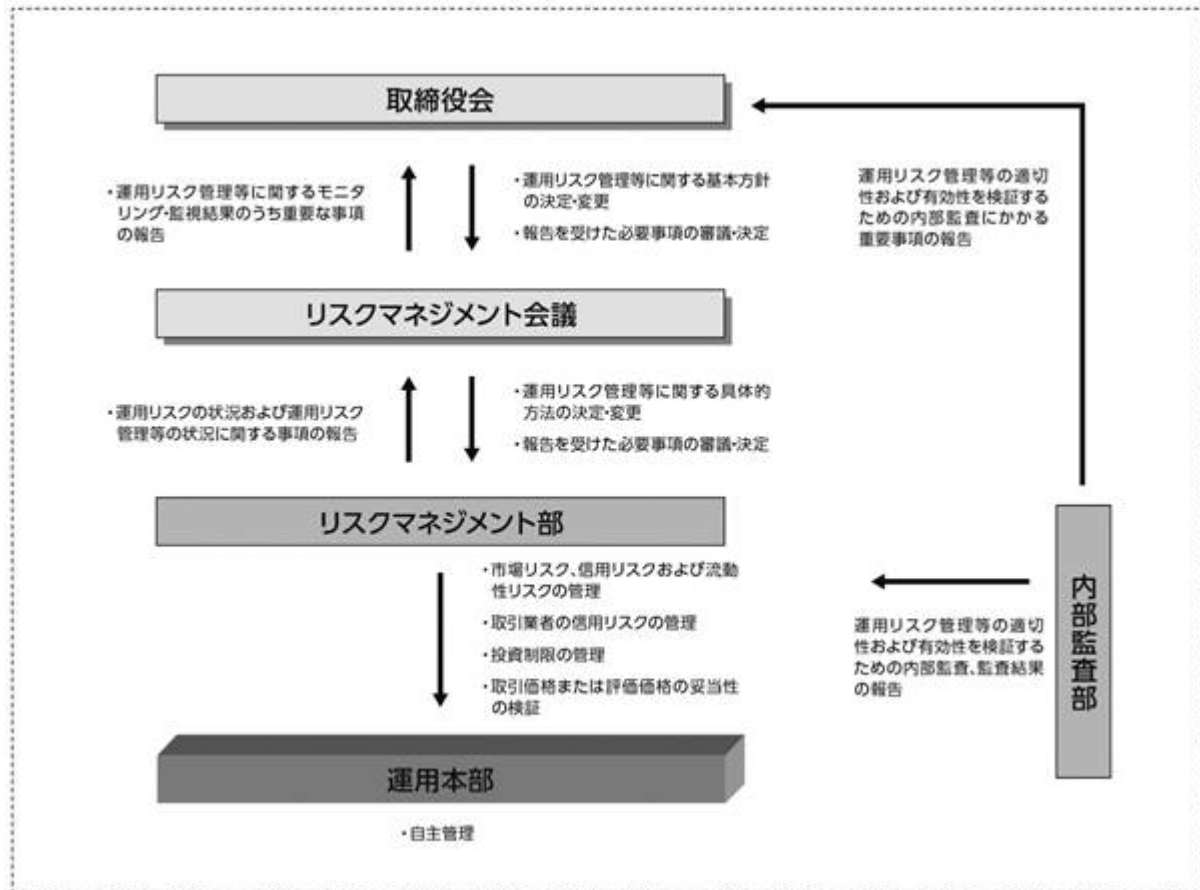 取締役会
・運用リスク管理等に関するモニタ
リング・監視結果のうち重要な事項
の報告
・運用リスク管理等に関する基本方針
の決定・変更
・報告を受けた必要事項の審議・決定
運用リスク管理等の適切
性および有効性を検証する
ための内部監査にかかる
重要事項の報告
リスクマネジメント会議
・運用リスクの状況および運用リスク
管理等の状況に関する事項の報告
・運用リスク管理等に関する具体的
方法の決定・変更
・報告を受けた必要事項の審議・決定
リスクマネジメント部
・市場リスク、信用リスクおよび流動
性リスクの管理
・取引業者の信用リスクの管理
・投資制限の管理
・取引価格または評価価格の妥当性
の検証
運用リスク管理等の適切
性および有効性を検証する
ための内部監査、監査結果
の報告
内部監査部
運用本部
・自主管理